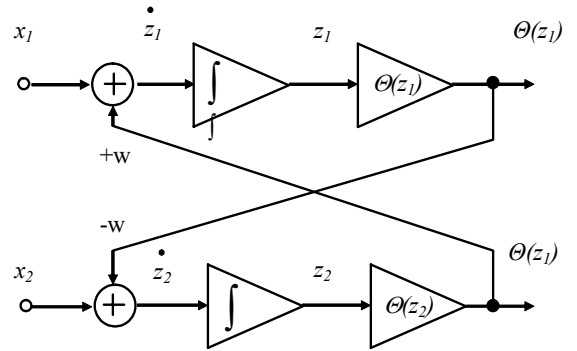 x₁ ż₁ z₁ Θ(z₁)
+ ∫ ∫ Θ(z₁)
+w
-w
x₂ ż₂ z₂ Θ(z₁)
+ ∫ Θ(z₂)